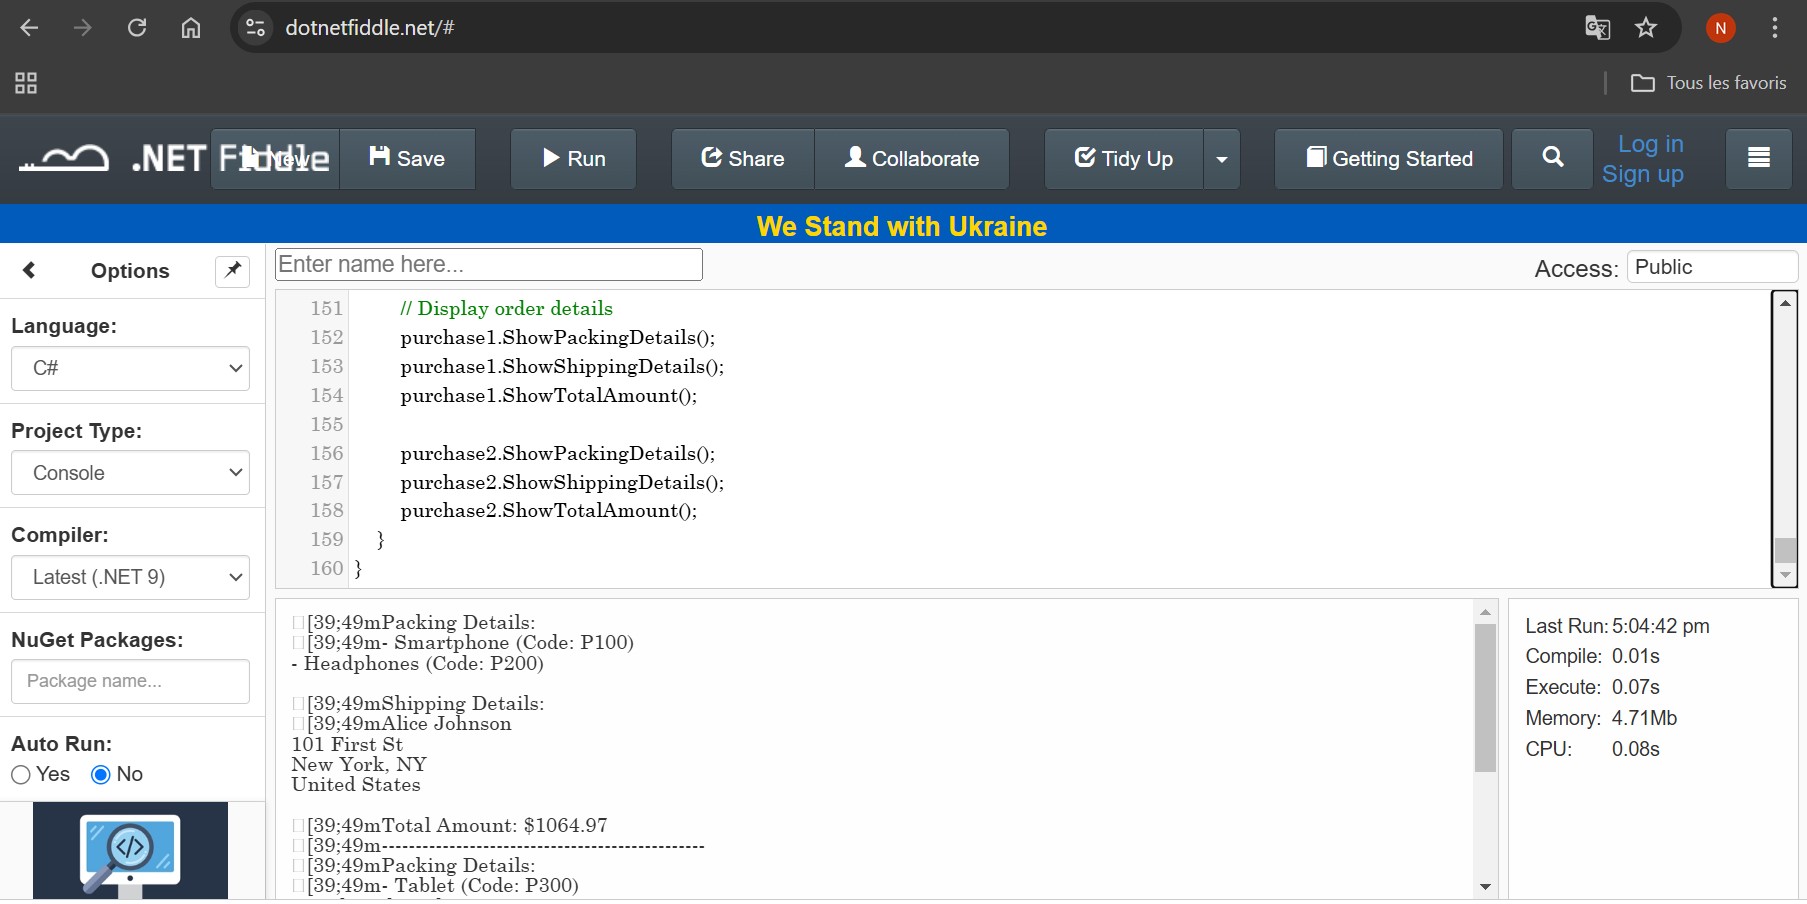 dotnetfiddle.net/#
N
Tous les favoris
.NET Fiddle
New
Save
Run
Share
Collaborate
Tidy Up
Getting Started
Log in
Sign up
We Stand with Ukraine
Options
Enter name here...
Access:
Public
Language:
C#
Project Type:
Console
Compiler:
Latest (.NET 9)
NuGet Packages:
Package name...
Auto Run:
Yes
No
151 // Display order details
152 purchase1.ShowPackingDetails();
153 purchase1.ShowShippingDetails();
154 purchase1.ShowTotalAmount();
155
156 purchase2.ShowPackingDetails();
157 purchase2.ShowShippingDetails();
158 purchase2.ShowTotalAmount();
159 }
160 }
[39;49mPacking Details:
[39;49m- Smartphone (Code: P100)
- Headphones (Code: P200)
[39;49mShipping Details:
[39;49mAlice Johnson
101 First St
New York, NY
United States
[39;49mTotal Amount: $1064.97
[39;49m------------------------------------------------
[39;49mPacking Details:
[39;49m- Tablet (Code: P300)
Last Run: 5:04:42 pm
Compile: 0.01s
Execute: 0.07s
Memory: 4.71Mb
CPU: 0.08s